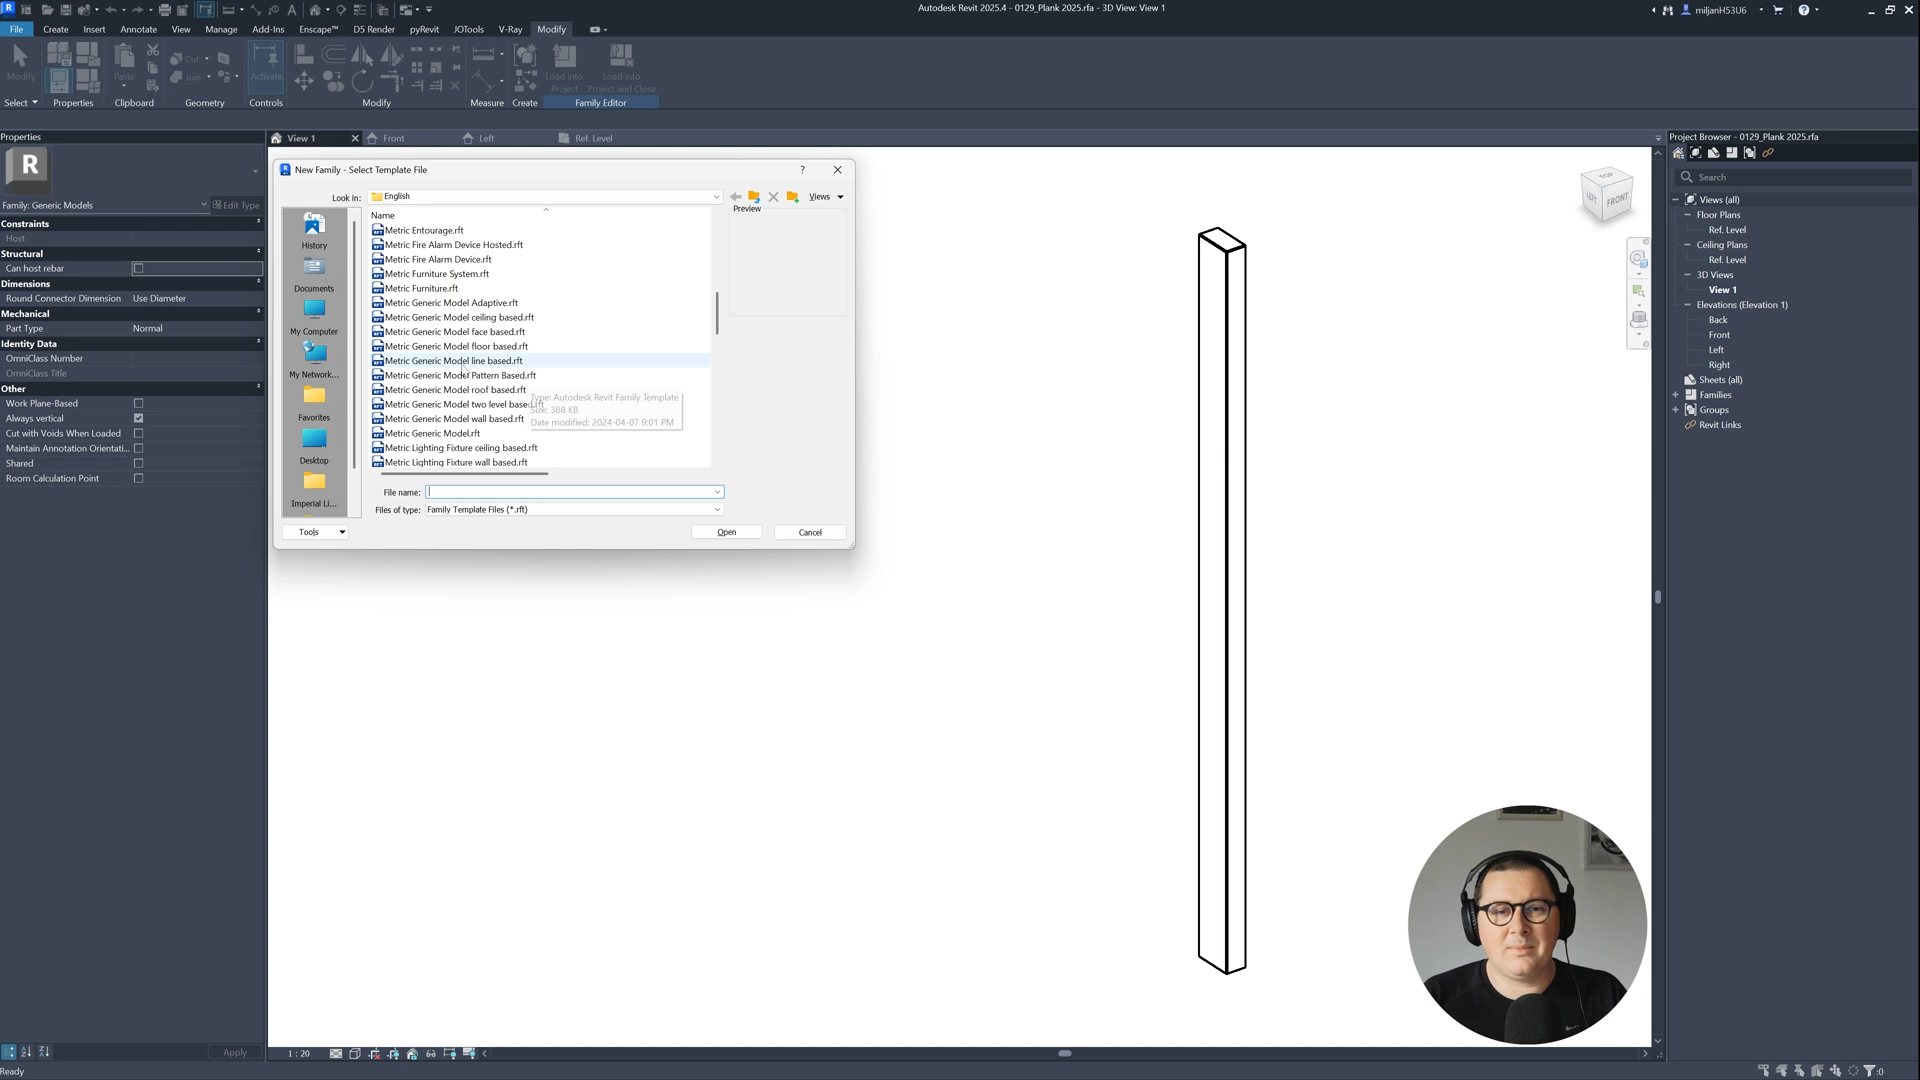 Autodesk Revit 2025.4 - 0129_Plank 2025.rfa - 3D View: View 1
miljanH53U6
File
Create
Insert
Annotate
View
Manage
Add-Ins
Enscape™
D5 Render
pyRevit
JOTools
V-Ray
Modify
Modify
Paste
Cut
Join
Activate
Load into
Project
Load into
Project and Close
Select
Properties
Clipboard
Geometry
Controls
Modify
Measure
Create
Family Editor
Properties
View 1
Front
Left
Ref. Level
Project Browser - 0129_Plank 2025.rfa
R
Family: Generic Models
Edit Type
Constraints
Host
Structural
Can host rebar
Dimensions
Round Connector Dimension
Use Diameter
Mechanical
Part Type
Normal
Identity Data
OmniClass Number
OmniClass Title
Other
Work Plane-Based
Always vertical
Cut with Voids When Loaded
Maintain Annotation Orientati...
Shared
Room Calculation Point
Apply
Ready
New Family - Select Template File
?
Look in:
English
Views
Preview
Name
History
Documents
My Computer
My Network...
Favorites
Desktop
Imperial Li...
Metric Entourage.rft
Metric Fire Alarm Device Hosted.rft
Metric Fire Alarm Device.rft
Metric Furniture System.rft
Metric Furniture.rft
Metric Generic Model Adaptive.rft
Metric Generic Model ceiling based.rft
Metric Generic Model face based.rft
Metric Generic Model floor based.rft
Metric Generic Model line based.rft
Metric Generic Model Pattern Based.rft
Metric Generic Model roof based.rft
Metric Generic Model two level based.rft
Metric Generic Model wall based.rft
Metric Generic Model.rft
Metric Lighting Fixture ceiling based.rft
Metric Lighting Fixture wall based.rft
Type: Autodesk Revit Family Template
Size: 388 KB
Date modified: 2024-04-07 9:01 PM
File name:
Files of type:
Family Template Files (*.rft)
Tools
Open
Cancel
TOP
LEFT
FRONT
1 : 20
Search
Views (all)
Floor Plans
Ref. Level
Ceiling Plans
Ref. Level
3D Views
View 1
Elevations (Elevation 1)
Back
Front
Left
Right
Sheets (all)
Families
Groups
Revit Links
:0